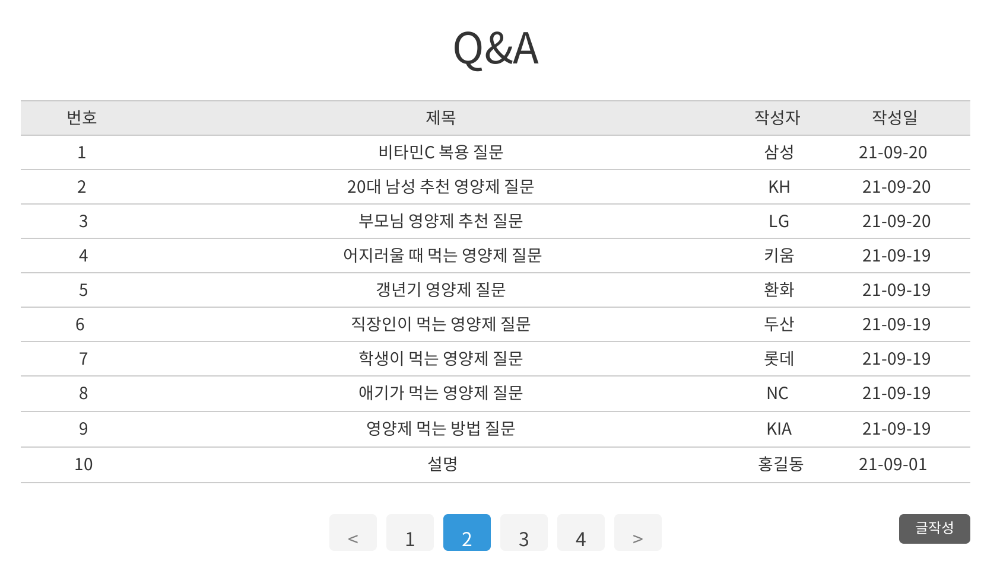 Q&A
번호 제목 작성자 작성일
1 비타민C 복용 질문 삼성 21-09-20
2 20대 남성 추천 영양제 질문 KH 21-09-20
3 부모님 영양제 추천 질문 LG 21-09-20
4 어지러울 때 먹는 영양제 질문 키움 21-09-19
5 갱년기 영양제 질문 환화 21-09-19
6 직장인이 먹는 영양제 질문 두산 21-09-19
7 학생이 먹는 영양제 질문 롯데 21-09-19
8 애기가 먹는 영양제 질문 NC 21-09-19
9 영양제 먹는 방법 질문 KIA 21-09-19
10 설명 홍길동 21-09-01
< 1 2 3 4 > 글작성